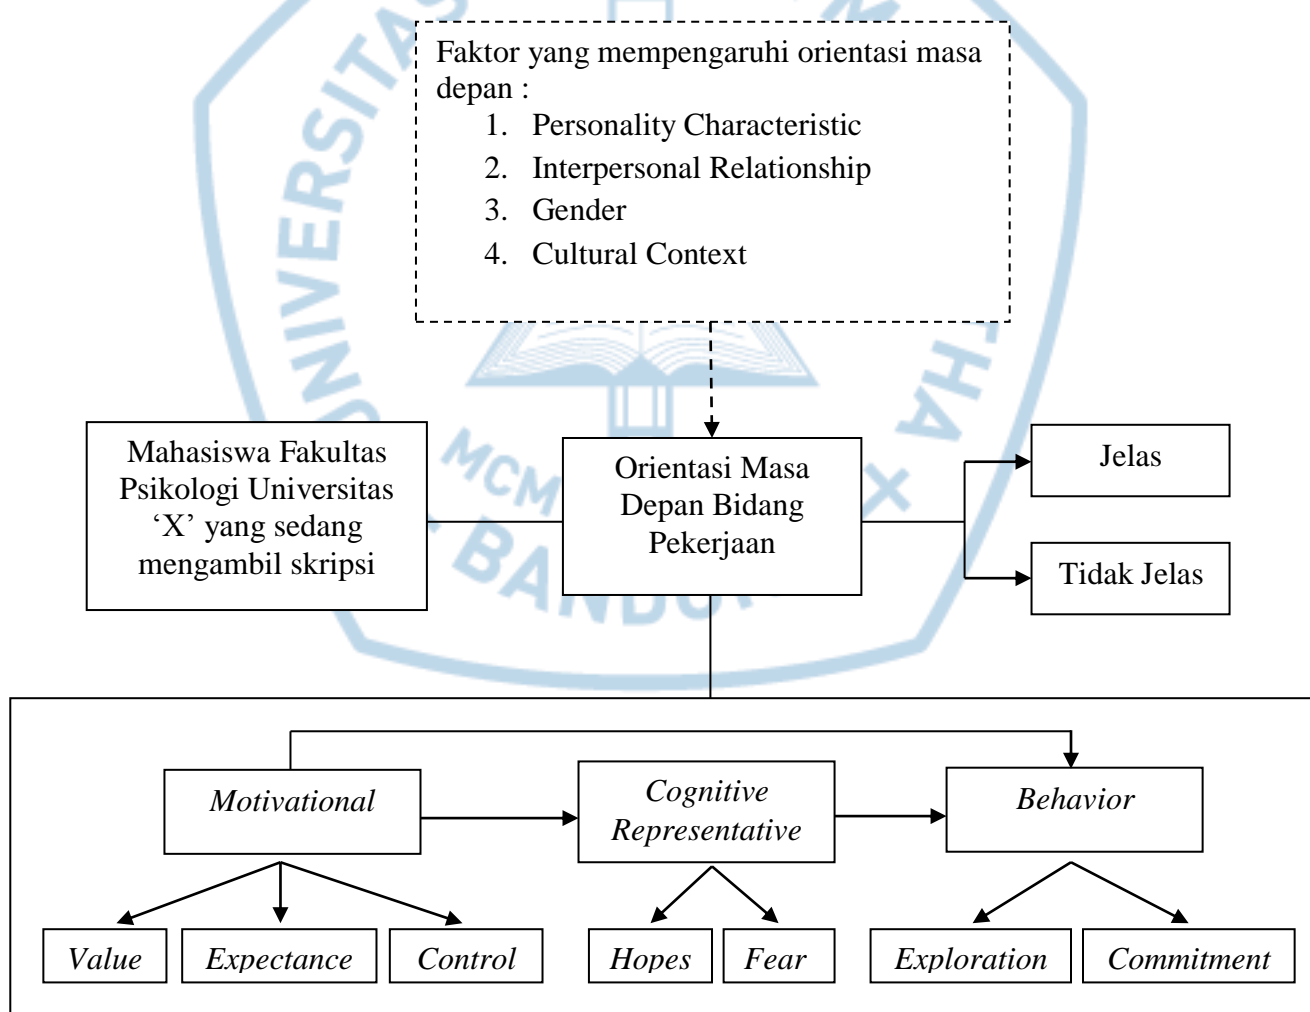 Faktor yang mempengaruhi orientasi masa
depan :
1. Personality Characteristic
2. Interpersonal Relationship
3. Gender
4. Cultural Context
Mahasiswa Fakultas
Psikologi Universitas
‘X’ yang sedang
mengambil skripsi
Orientasi Masa
Depan Bidang
Pekerjaan
Jelas
Tidak Jelas
Motivational
Cognitive
Representative
Behavior
Value
Expectance
Control
Hopes
Fear
Exploration
Commitment